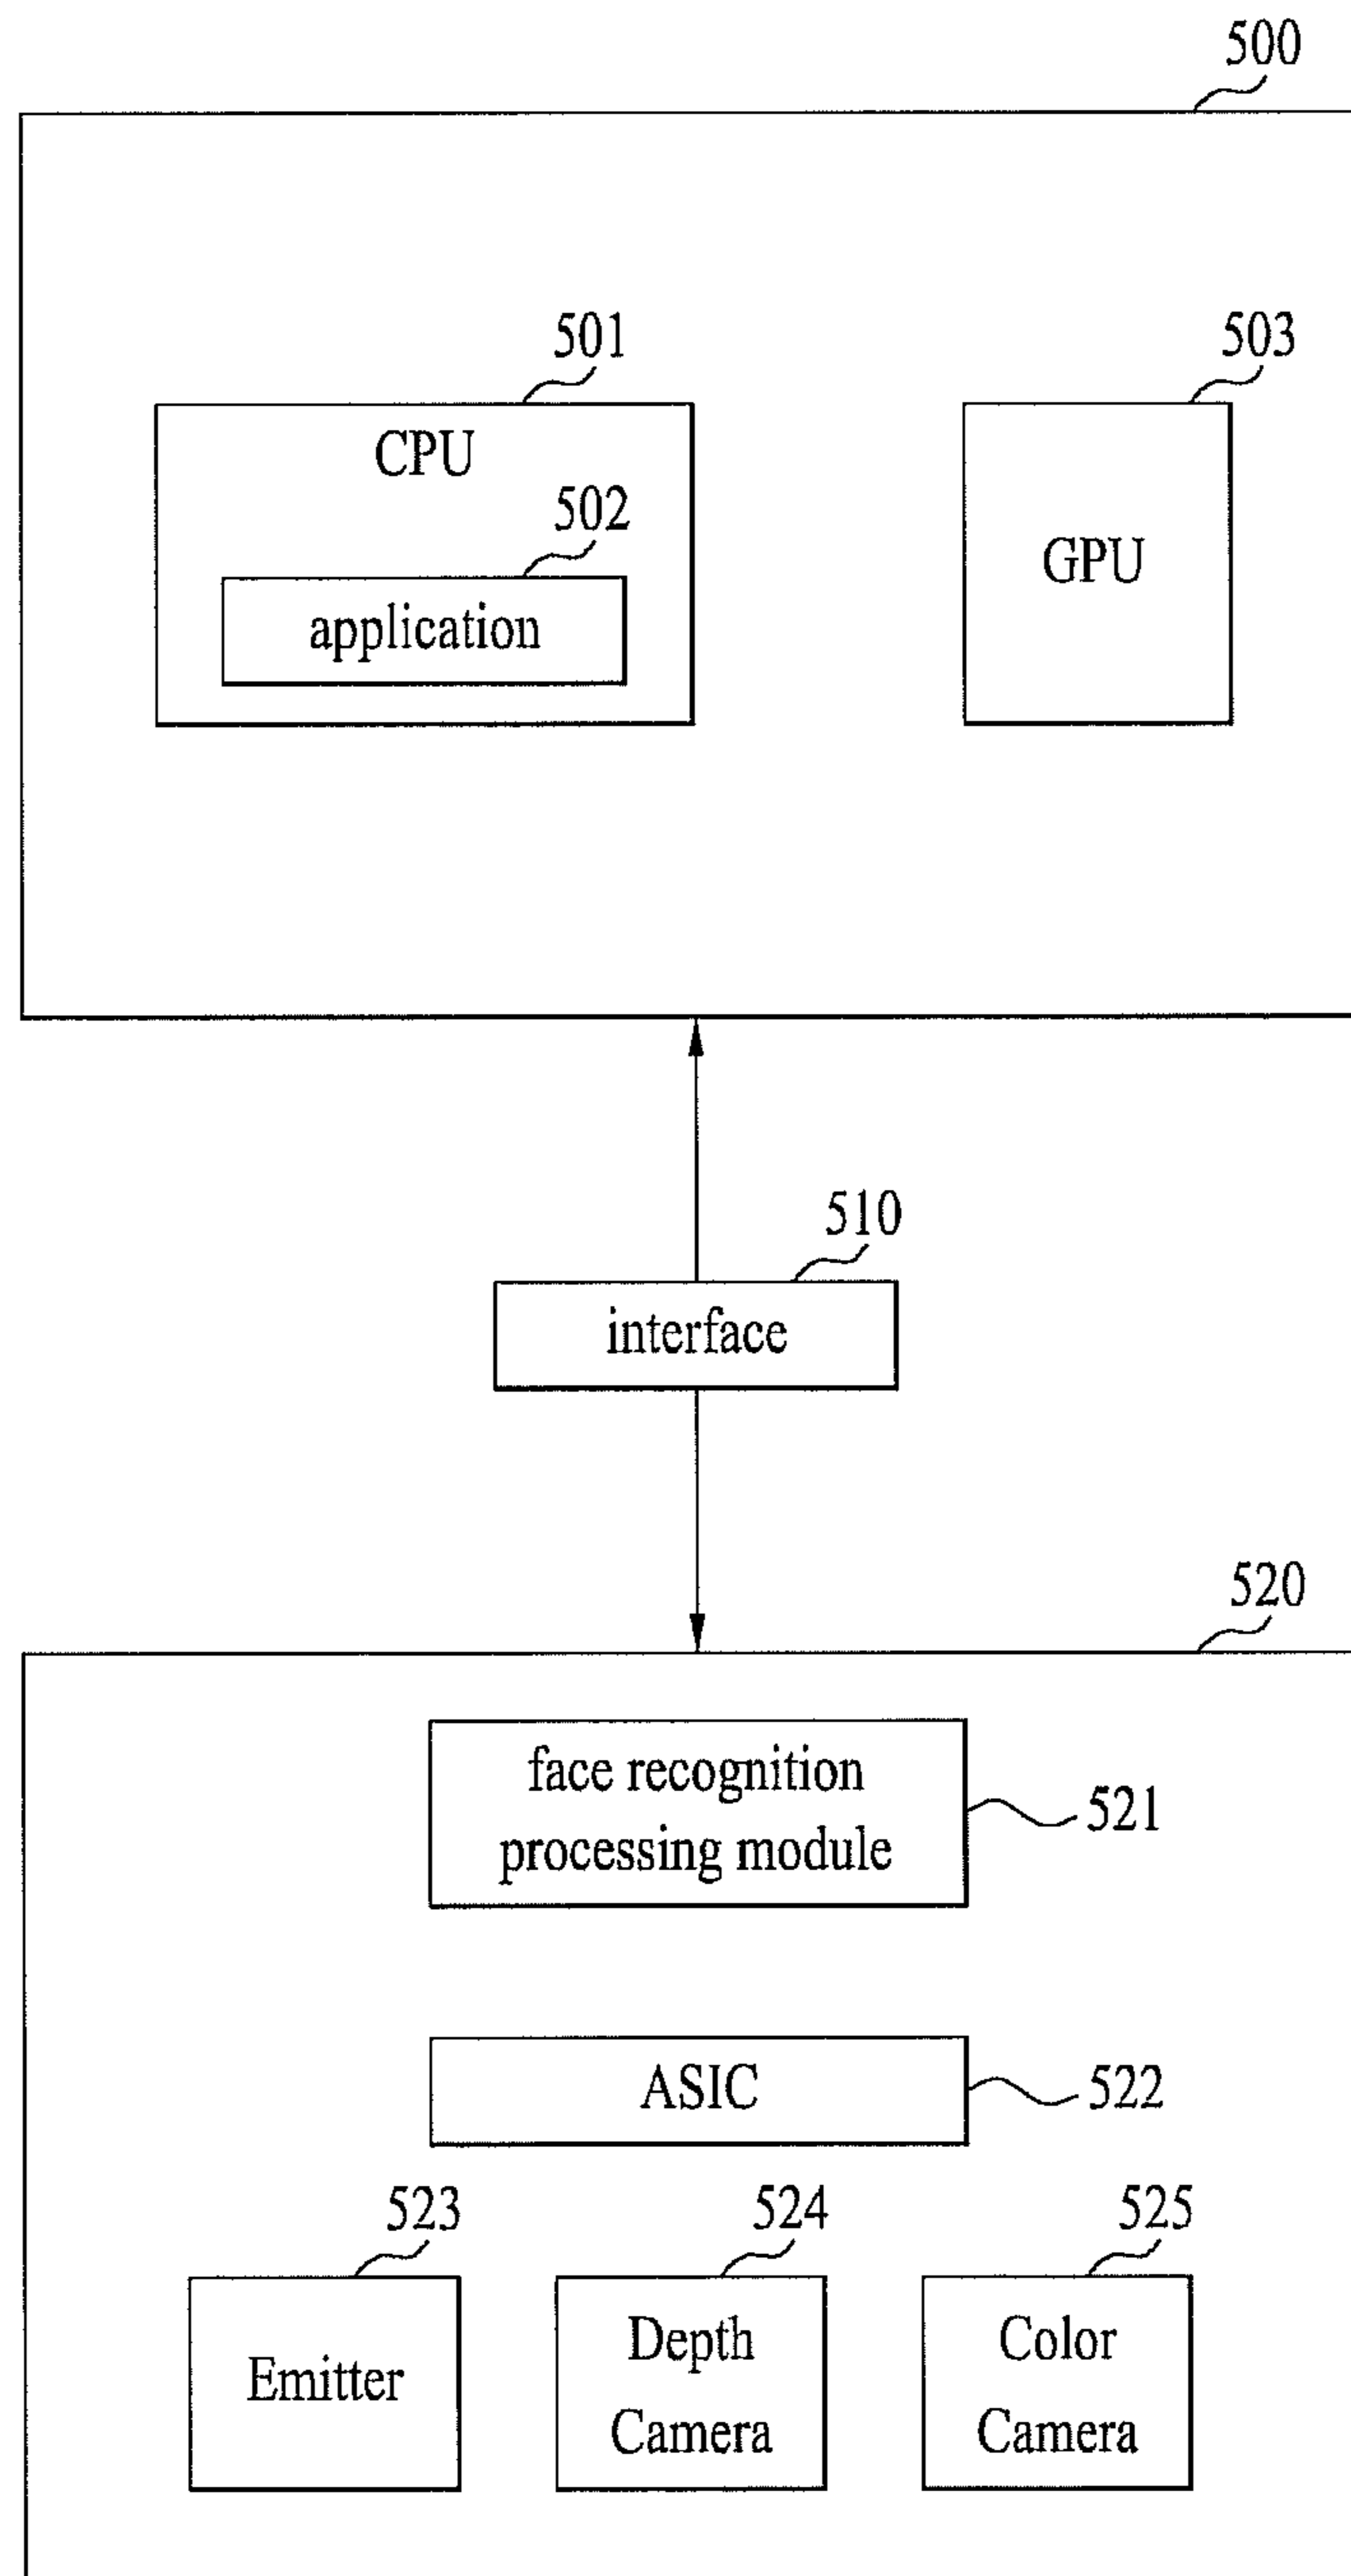 500
501
503
CPU
502
GPU
application
510
interface
520
face recognition
processing module
521
ASIC
522
523
524
525
Emitter
Depth
Camera
Color
Camera